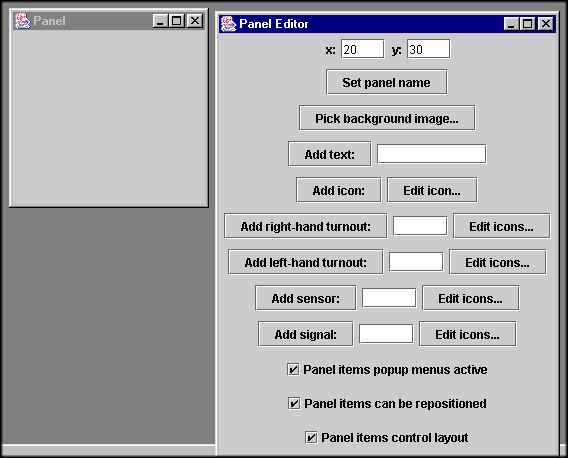 Panel
Panel Editor
x: 20 y: 30
Set panel name
Pick background image...
Add text:
Add icon: Edit icon...
Add right-hand turnout: Edit icons...
Add left-hand turnout: Edit icons...
Add sensor: Edit icons...
Add signal: Edit icons...
Panel items popup menus active
Panel items can be repositioned
Panel items control layout